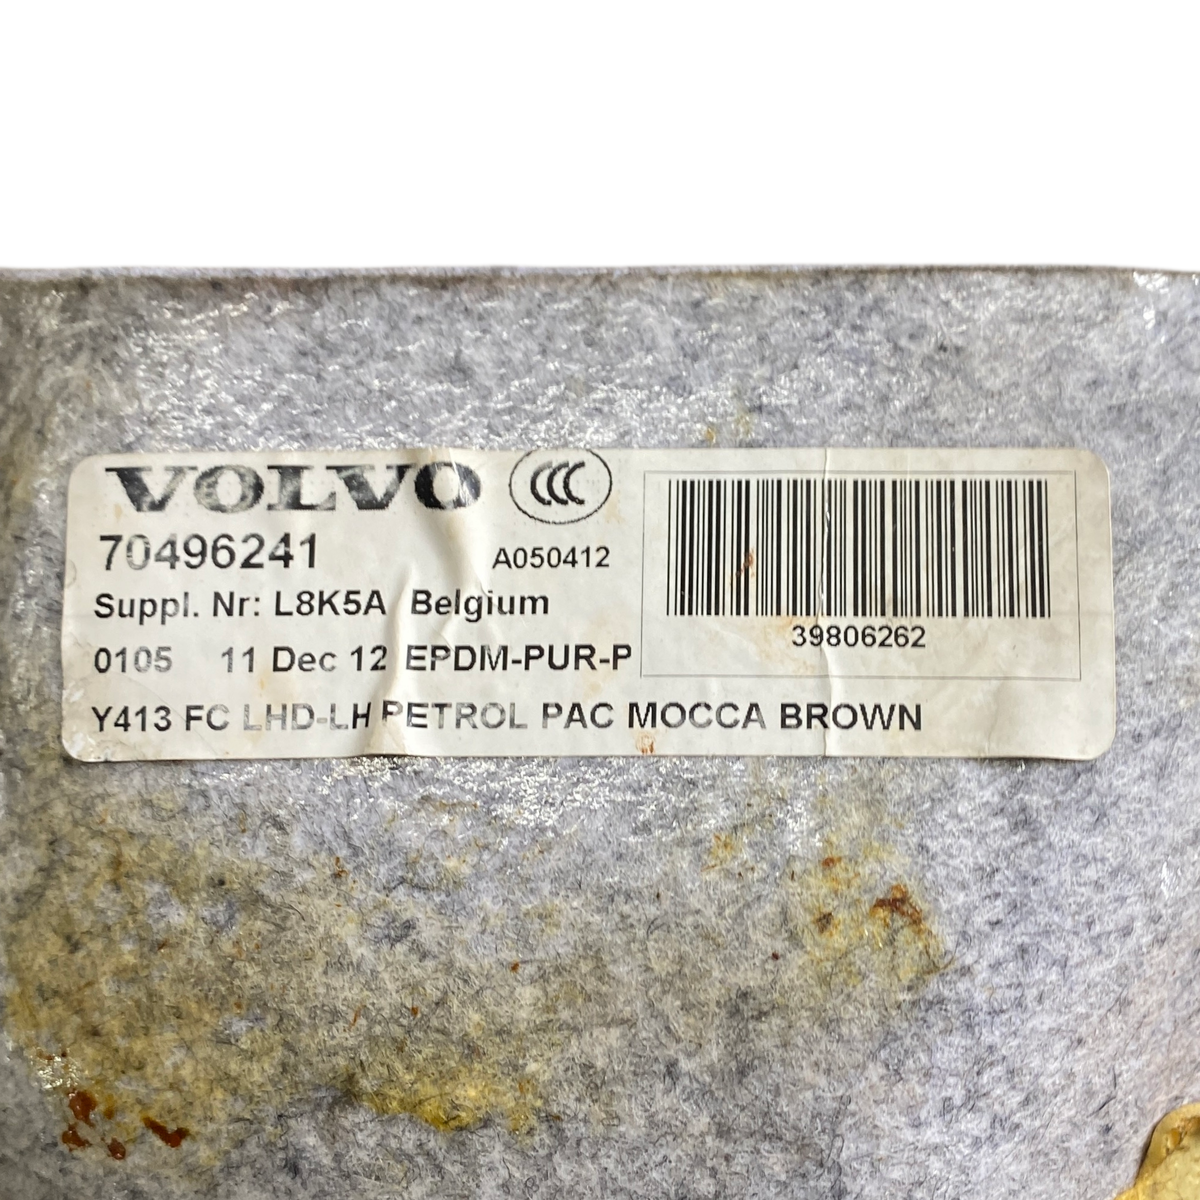 VOLVO CCC
70496241 A050412
Suppl. Nr: L8K5A Belgium
0105 11 Dec 12 EPDM-PUR-P
Y413 FC LHD-LH PETROL PAC MOCCA BROWN
39806262